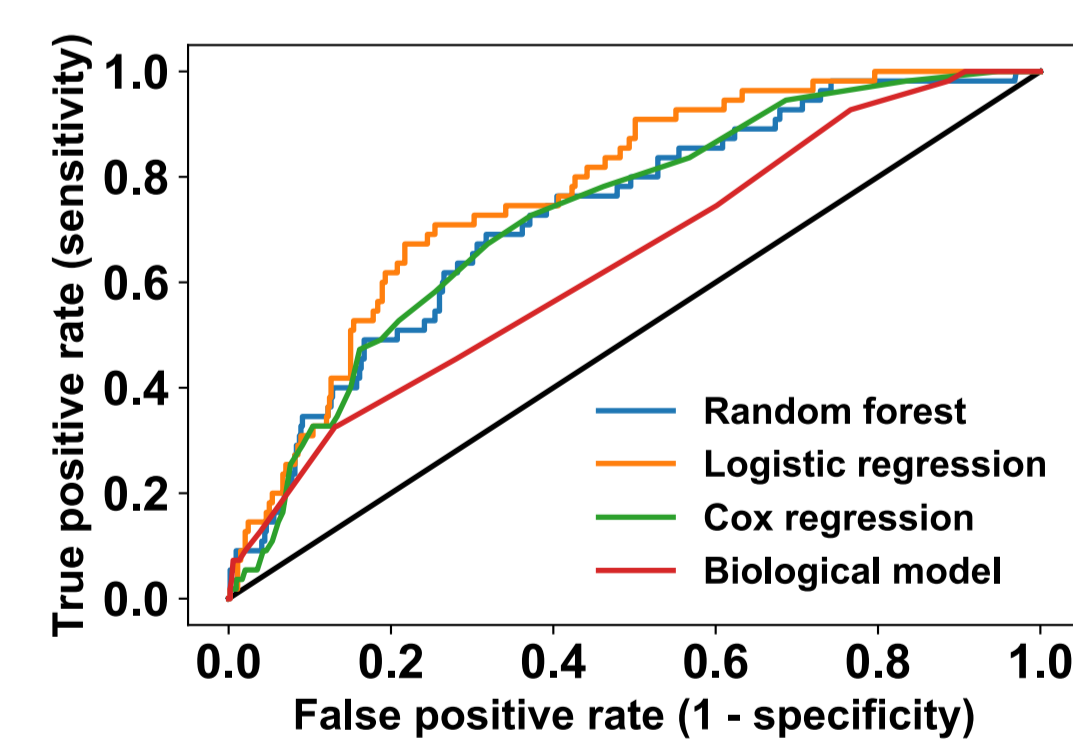 True positive rate (sensitivity)
1.0
0.8
0.6
0.4
0.2
0.0
Random forest
Logistic regression
Cox regression
Biological model
0.0 0.2 0.4 0.6 0.8 1.0
False positive rate (1 - specificity)